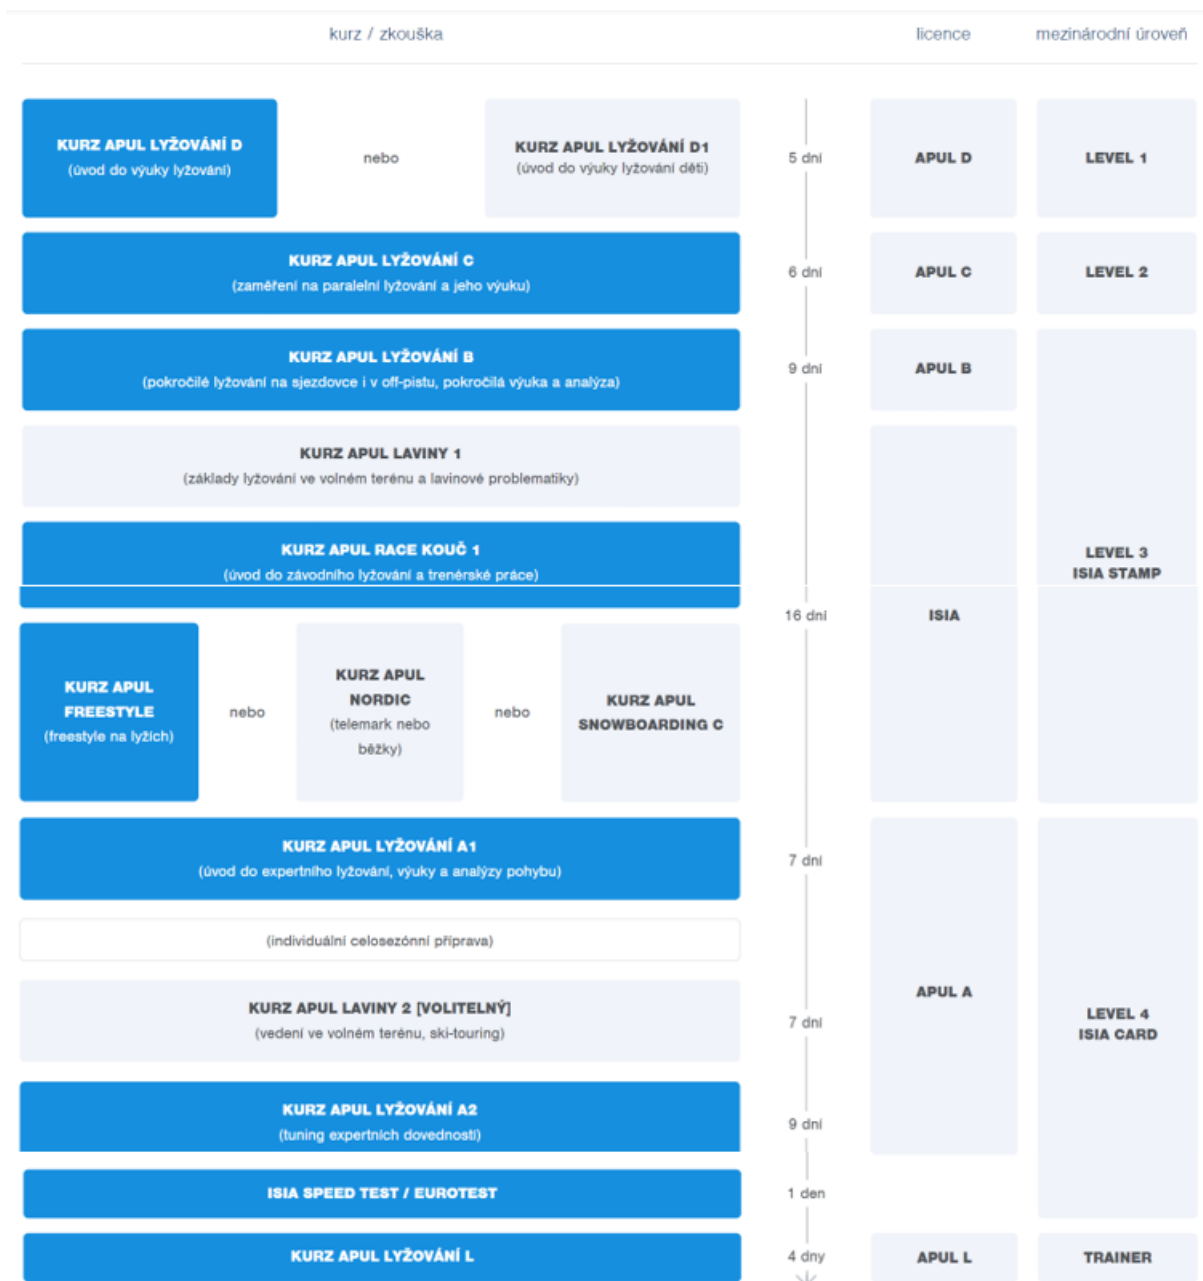 kurz / zkouška
licence
mezinárodní úroveň
KURZ APUL LYŽOVÁNÍ D
(úvod do výuky lyžování)
nebo
KURZ APUL LYŽOVÁNÍ D1
(úvod do výuky lyžování dětí)
5 dní
APUL D
LEVEL 1
KURZ APUL LYŽOVÁNÍ C
(zaměření na paralelní lyžování a jeho výuku)
6 dní
APUL C
LEVEL 2
KURZ APUL LYŽOVÁNÍ B
(pokročilé lyžování na sjezdovce i v off-pistu, pokročilá výuka a analýza)
9 dní
APUL B
KURZ APUL LAVINY 1
(základy lyžování ve volném terénu a lavinové problematiky)
KURZ APUL RACE KOUČ 1
(úvod do závodního lyžování a trenérské práce)
LEVEL 3
ISIA STAMP
16 dní
ISIA
KURZ APUL
FREESTYLE
(freestyle na lyžích)
nebo
KURZ APUL
NORDIC
(telemark nebo
běžky)
nebo
KURZ APUL
SNOWBOARDING C
KURZ APUL LYŽOVÁNÍ A1
(úvod do expertního lyžování, výuky a analýzy pohybu)
7 dní
(individuální celosezónní příprava)
KURZ APUL LAVINY 2 [VOLITELNÝ]
(vedení ve volném terénu, ski-touring)
7 dní
APUL A
LEVEL 4
ISIA CARD
KURZ APUL LYŽOVÁNÍ A2
(tuning expertních dovedností)
9 dní
ISIA SPEED TEST / EUROTEST
1 den
KURZ APUL LYŽOVÁNÍ L
4 dny
APUL L
TRAINER